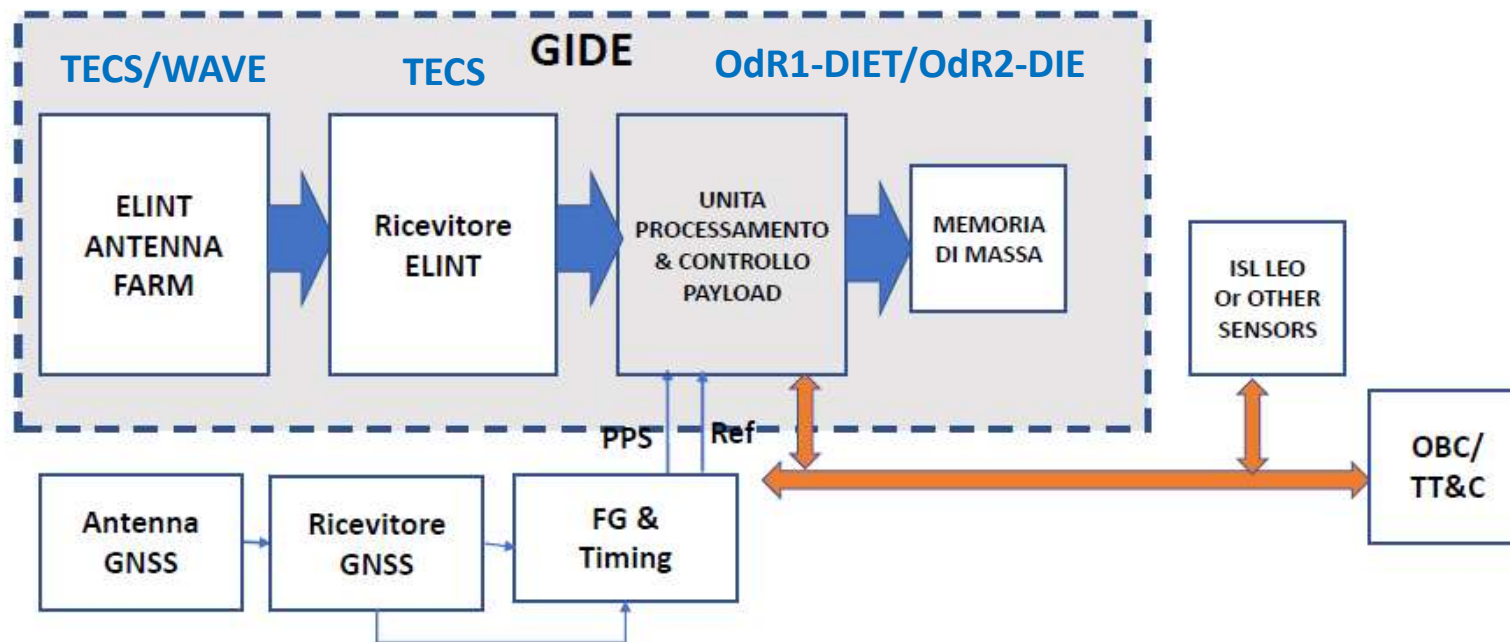 GIDE
TECS/WAVE
TECS
OdR1-DIET/OdR2-DIE
ELINT
ANTENNA
FARM
Ricevitore
ELINT
UNITA
PROCESSAMENTO
& CONTROLLO
PAYLOAD
MEMORIA
DI MASSA
ISL LEO
Or OTHER
SENSORS
PPS
Ref
OBC/
TT&C
Antenna
GNSS
Ricevitore
GNSS
FG &
Timing